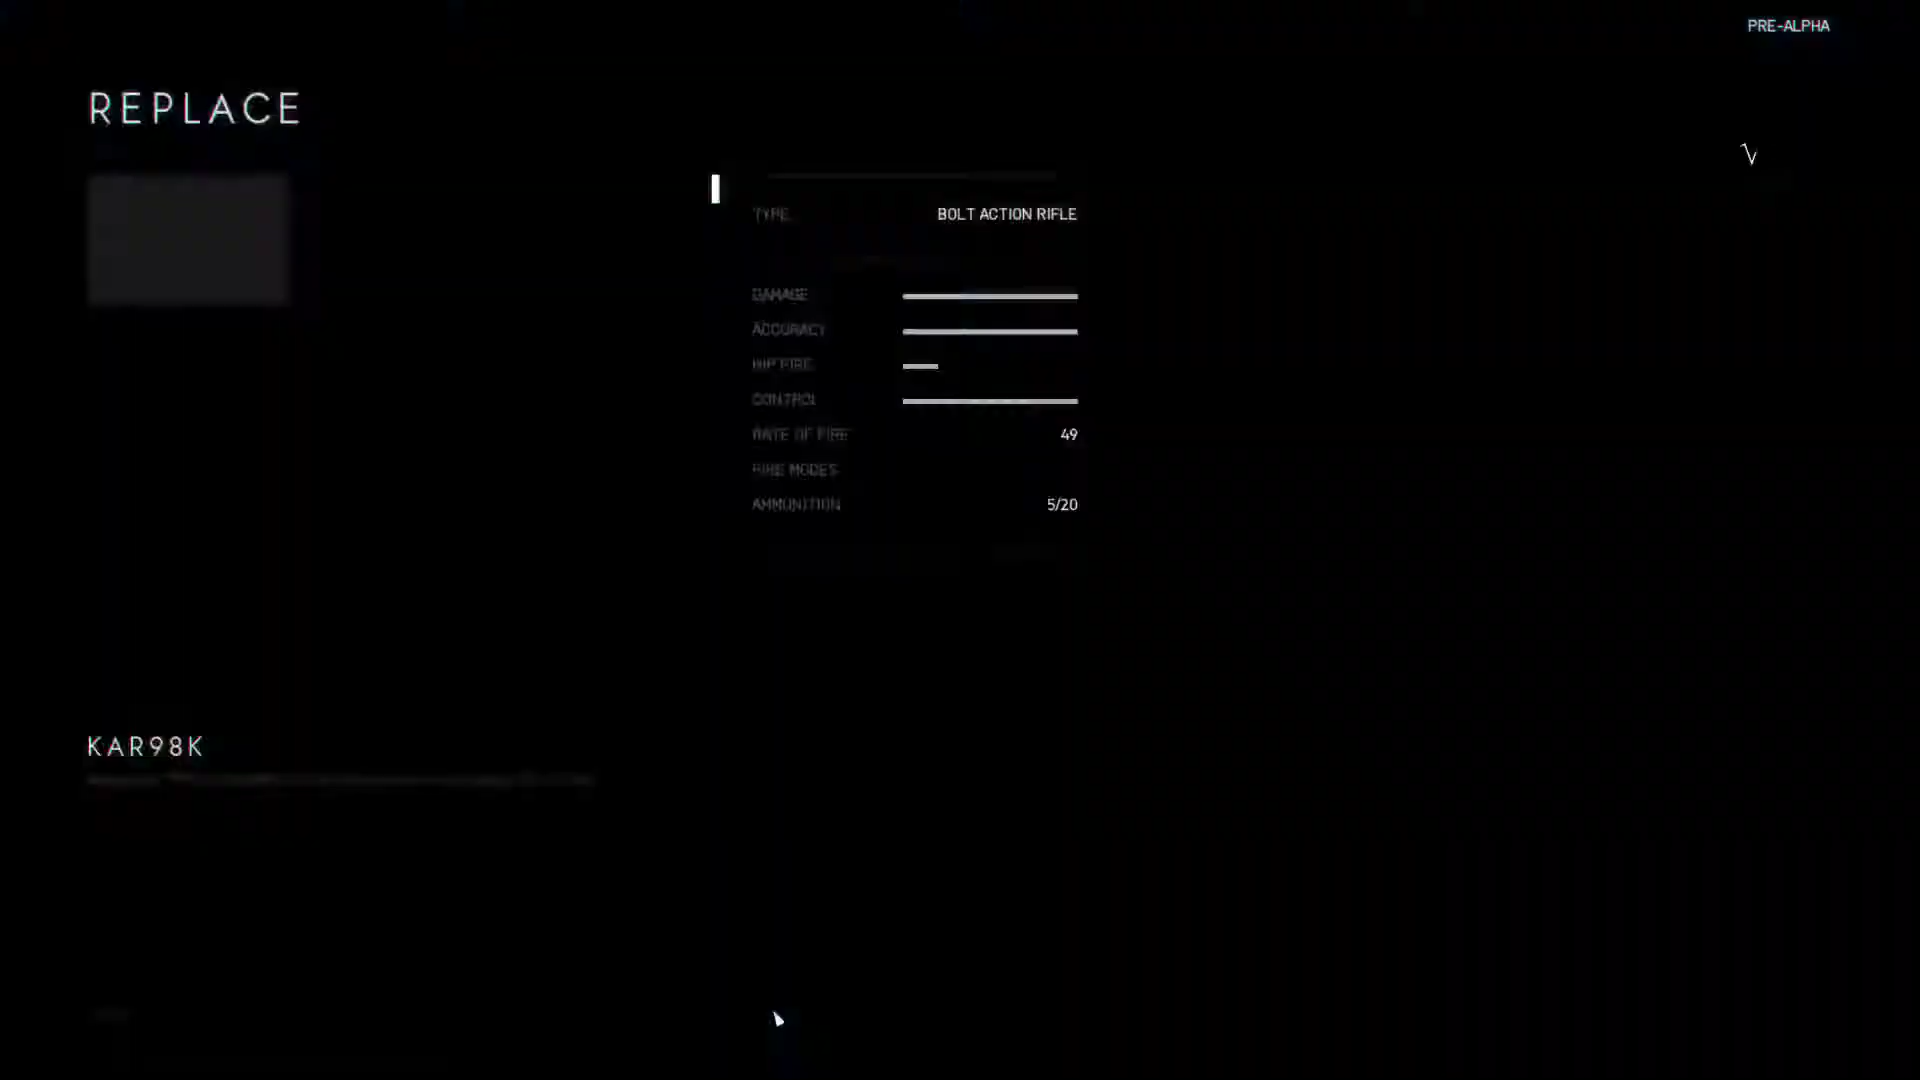 PRE-ALPHA
REPLACE
TYPE BOLT ACTION RIFLE
DAMAGE
ACCURACY
HIP FIRE
CONTROL
RATE OF FIRE 49
FIRE MODES
AMMUNITION 5/20
KAR98K